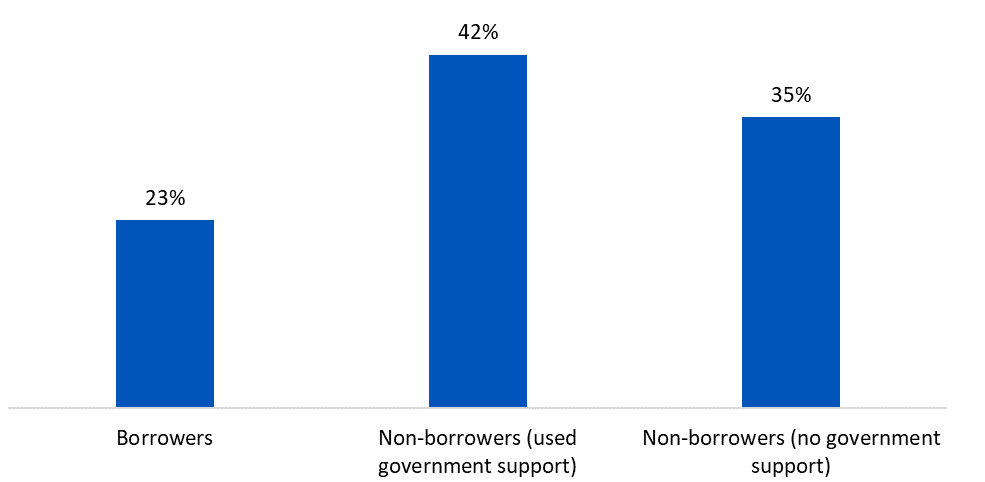 42%
35%
23%
Borrowers
Non-borrowers (used
government support)
Non-borrowers (no government
support)